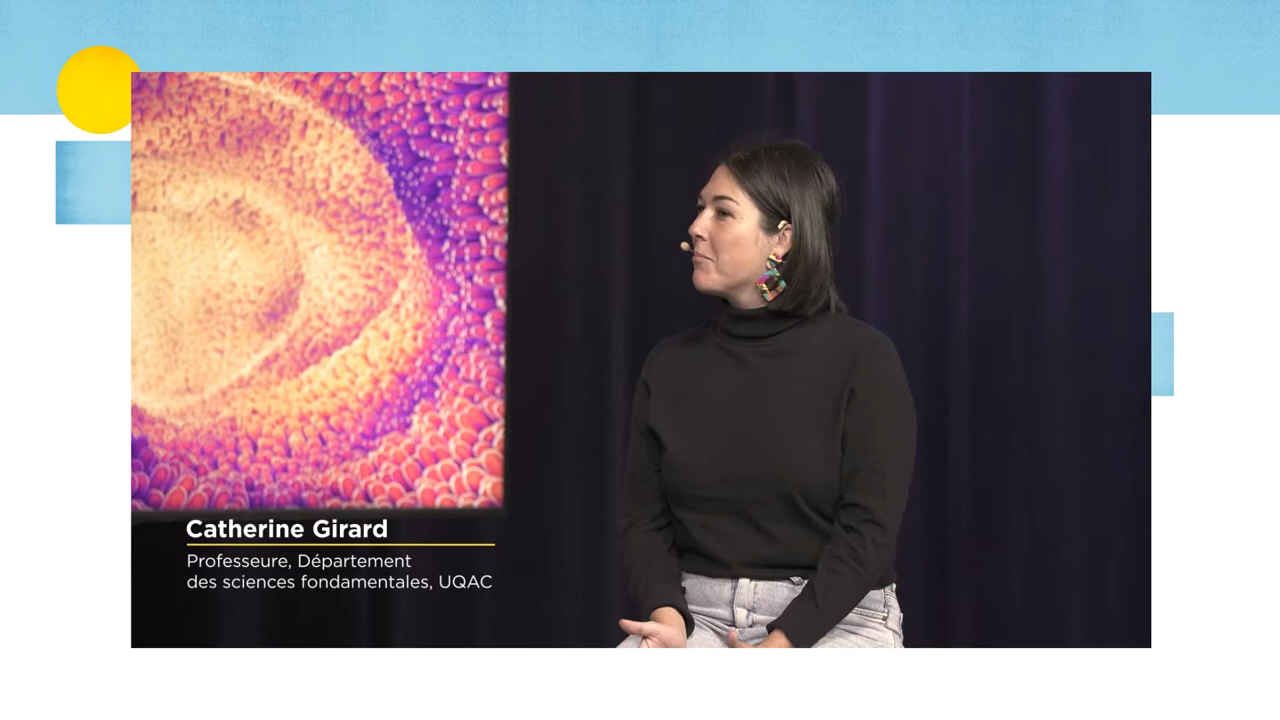 Catherine Girard
Professeure, Département
des sciences fondamentales, UQAC